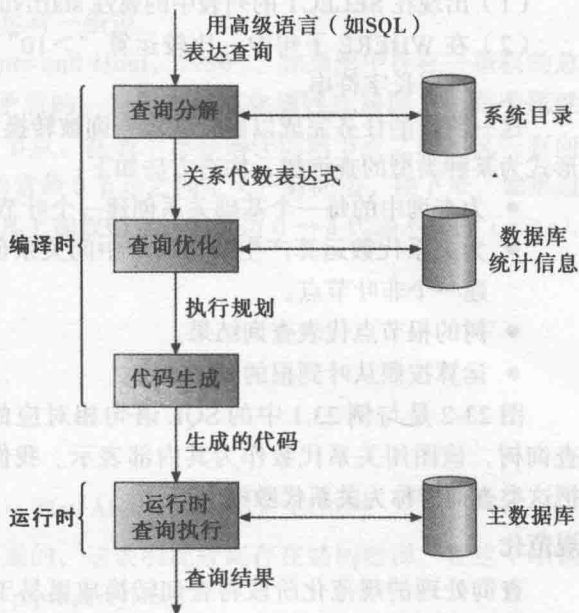 用高级语言（如SQL）
表达查询
查询分解
系统目录
关系代数表达式
编译时
查询优化
数据库
统计信息
执行规划
代码生成
生成的代码
运行时
运行时
查询执行
主数据库
查询结果